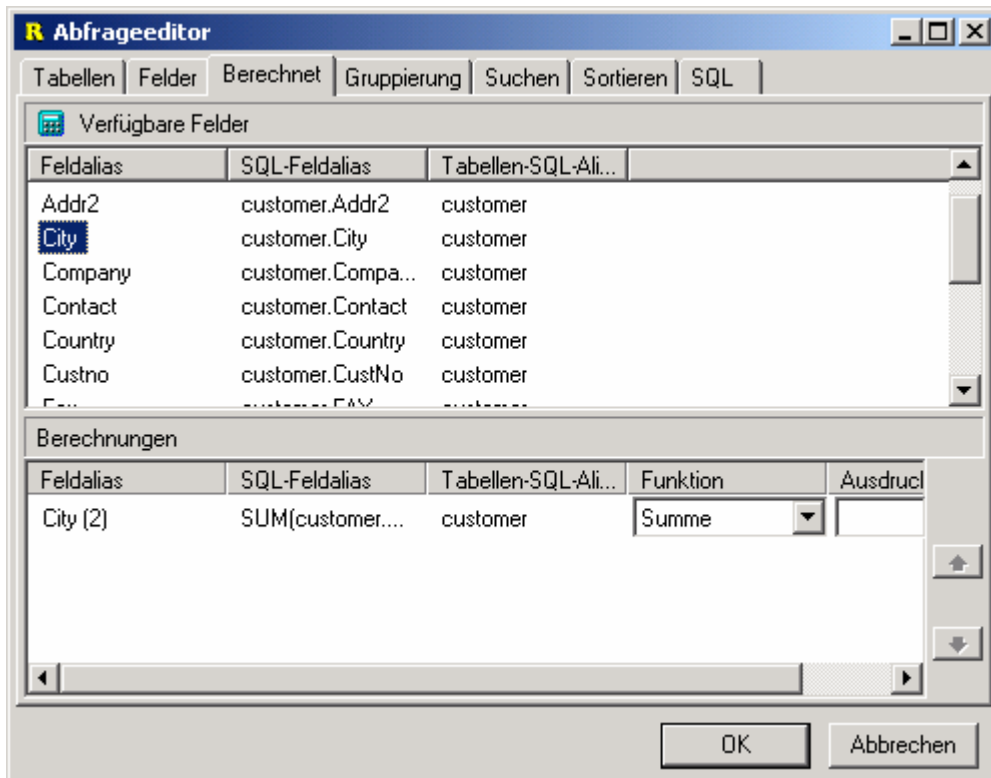 R Abfrageeditor
Tabellen Felder Berechnet Gruppierung Suchen Sortieren SQL
Verfügbare Felder
Feldalias SQL-Feldalias Tabellen-SQL-Ali...
Addr2 customer.Addr2 customer
City customer.City customer
Company customer.Compa... customer
Contact customer.Contact customer
Country customer.Country customer
Custno customer.CustNo customer
Berechnungen
Feldalias SQL-Feldalias Tabellen-SQL-Ali... Funktion Ausdruc
City (2) SUM(customer.... customer Summe
OK Abbrechen